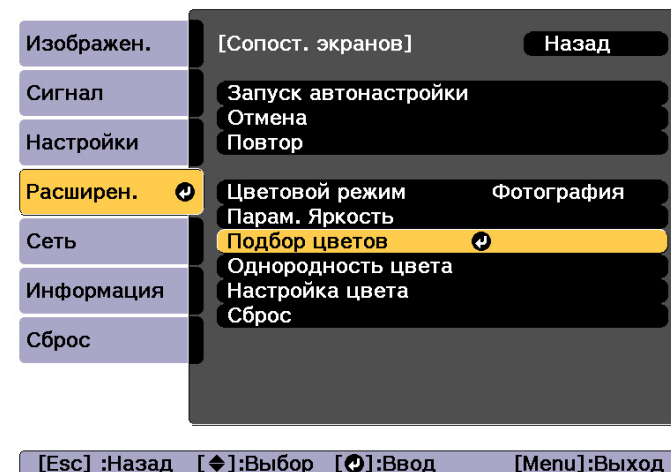 Изображен.
Сигнал
Настройки
Расширен.
Сеть
Информация
Сброс
[Сопост. экранов] Назад
Запуск автонастройки
Отмена
Повтор
Цветовой режим Фотография
Парам. Яркость
Подбор цветов
Однородность цвета
Настройка цвета
Сброс
[Esc] :Назад [◆]:Выбор [↵]:Ввод [Menu]:Выход